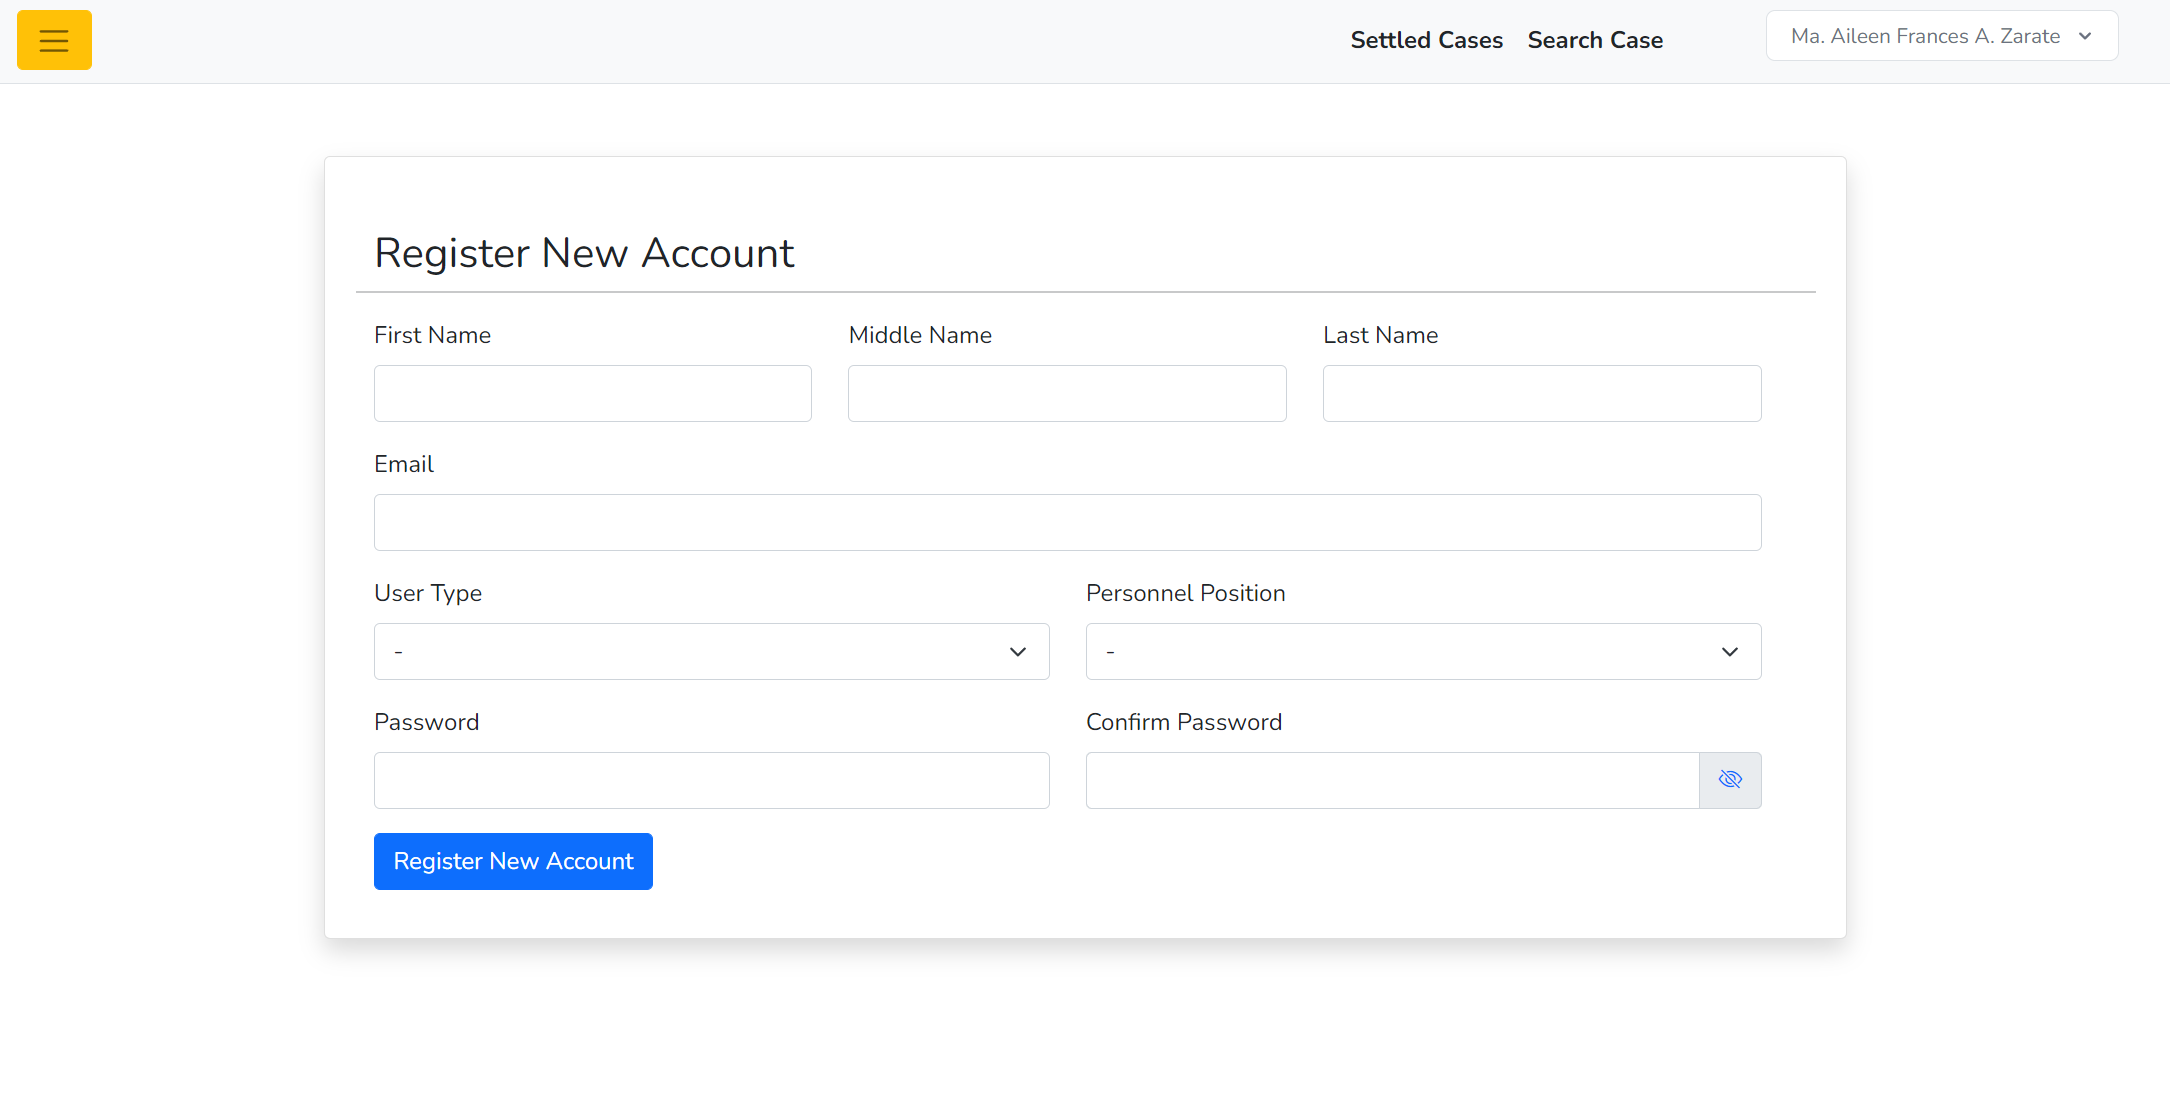 Settled Cases Search Case Ma. Aileen Frances A. Zarate
Register New Account
First Name Middle Name Last Name
Email
User Type Personnel Position
- -
Password Confirm Password
Register New Account